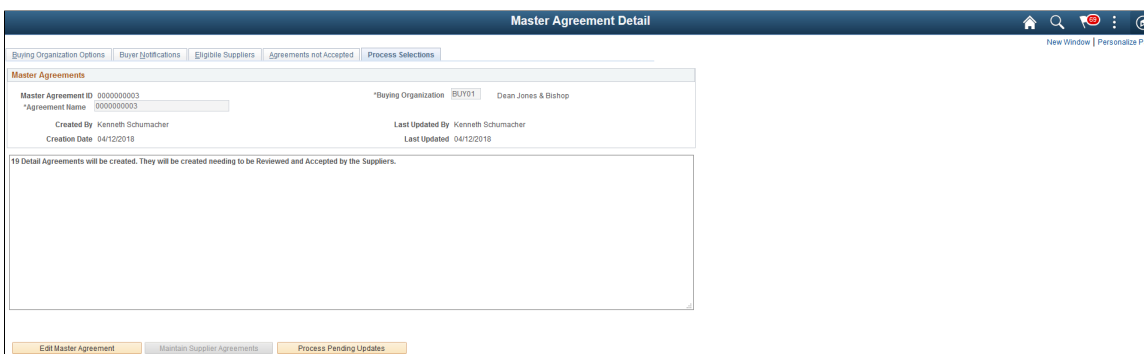 Master Agreement Detail
New Window | Personalize P
Buying Organization Options
Buyer Notifications
Eligibile Suppliers
Agreements not Accepted
Process Selections
Master Agreements
Master Agreement ID 0000000003
*Buying Organization BUY01 Dean Jones & Bishop
*Agreement Name 0000000003
Created By Kenneth Schumacher
Last Updated By Kenneth Schumacher
Creation Date 04/12/2018
Last Updated 04/12/2018
19 Detail Agreements will be created. They will be created needing to be Reviewed and Accepted by the Suppliers.
Edit Master Agreement
Maintain Supplier Agreements
Process Pending Updates